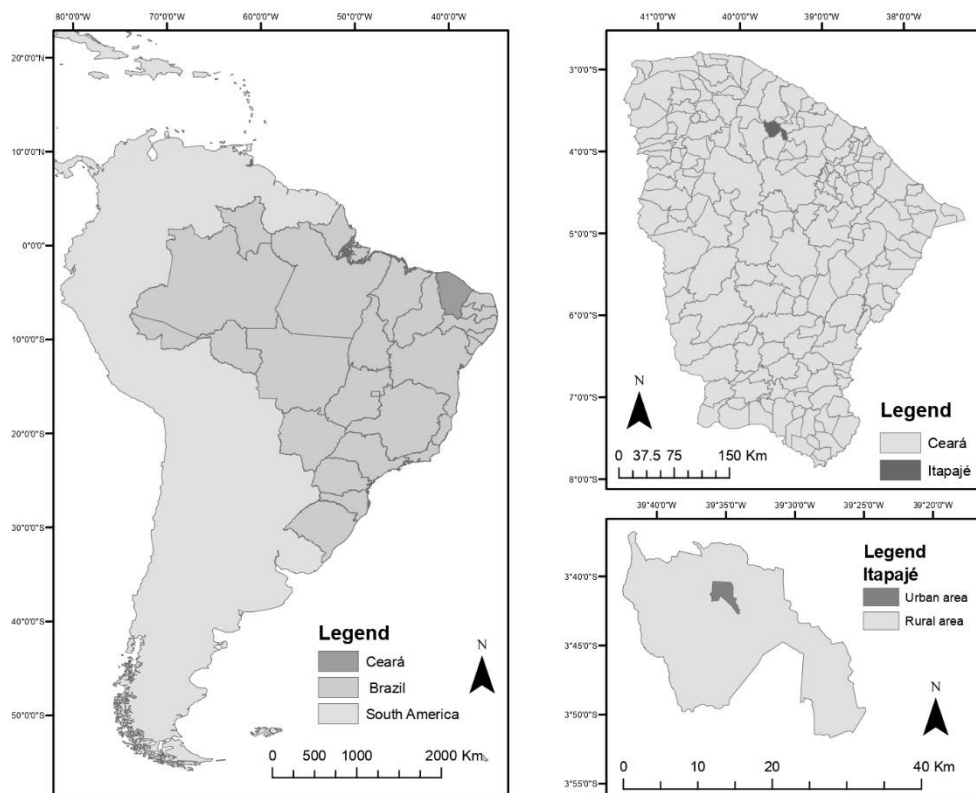 80°0'0"W 70°0'0"W 60°0'0"W 50°0'0"W 40°0'0"W
20°0'0"N
10°0'0"N
0°0'0"
10°0'0"S
20°0'0"S
30°0'0"S
40°0'0"S
50°0'0"S
Legend
Ceará
Brazil
South America
N
0 500 1000 2000 Km
41°0'0"W 40°0'0"W 39°0'0"W 38°0'0"W
3°0'0"S
4°0'0"S
5°0'0"S
6°0'0"S
7°0'0"S
8°0'0"S
N
0 37.5 75 150 Km
Legend
Ceará
Itapajé
39°40'0"W 39°35'0"W 39°30'0"W 39°25'0"W 39°20'0"W
3°40'0"S
3°45'0"S
3°50'0"S
3°55'0"S
Legend
Itapajé
Urban area
Rural area
N
0 10 20 40 Km